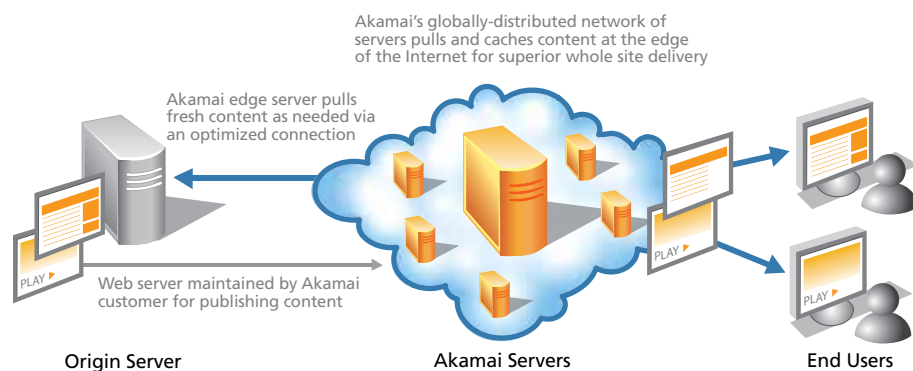 Akamai's globally-distributed network of
servers pulls and caches content at the edge
of the Internet for superior whole site delivery
Akamai edge server pulls
fresh content as needed via
an optimized connection
PLAY
Web server maintained by Akamai
customer for publishing content
PLAY
PLAY
Origin Server
Akamai Servers
End Users